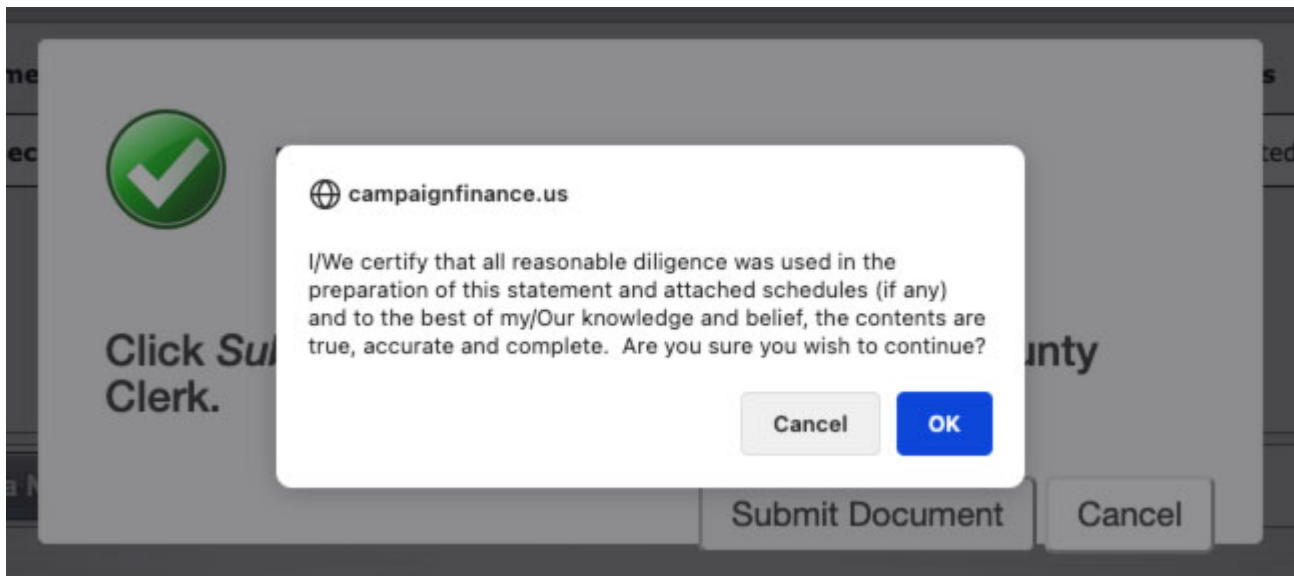 campaignfinance.us
I/We certify that all reasonable diligence was used in the
preparation of this statement and attached schedules (if any)
and to the best of my/Our knowledge and belief, the contents are
true, accurate and complete. Are you sure you wish to continue?
Cancel
OK
Click
Clerk.
Submit Document
Cancel